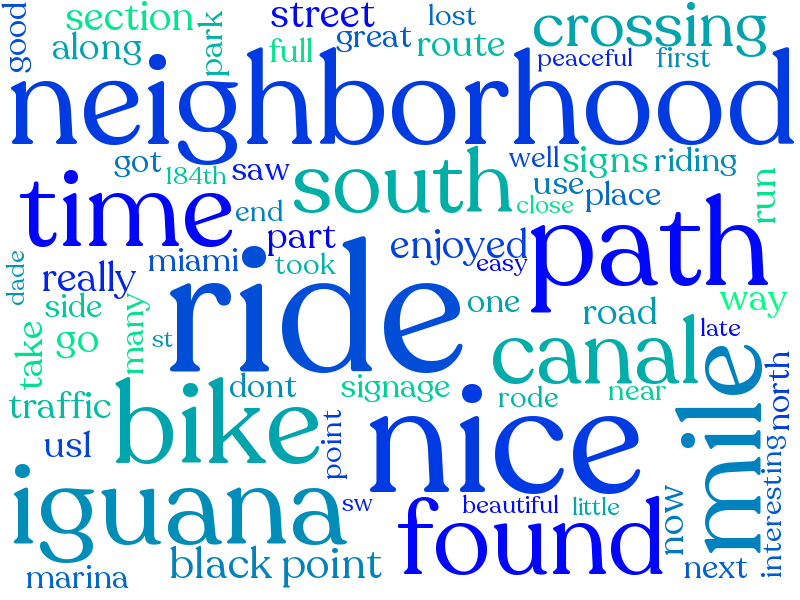 good
section
along
park
street
full
great
lost
route
crossing
peaceful
first
neighborhood
got
184th
saw
south
well
signs
riding
use
place
close
run
time
end
part
enjoyed
path
dade
really
miami
took
easy
way
side
many
st
ride
one
road
late
take
go
canal
north
traffic
bike
dont
signage
rode
near
mile
usl
point
nice
interesting
iguana
sw
found
beautiful
little
now
marina
black point
next